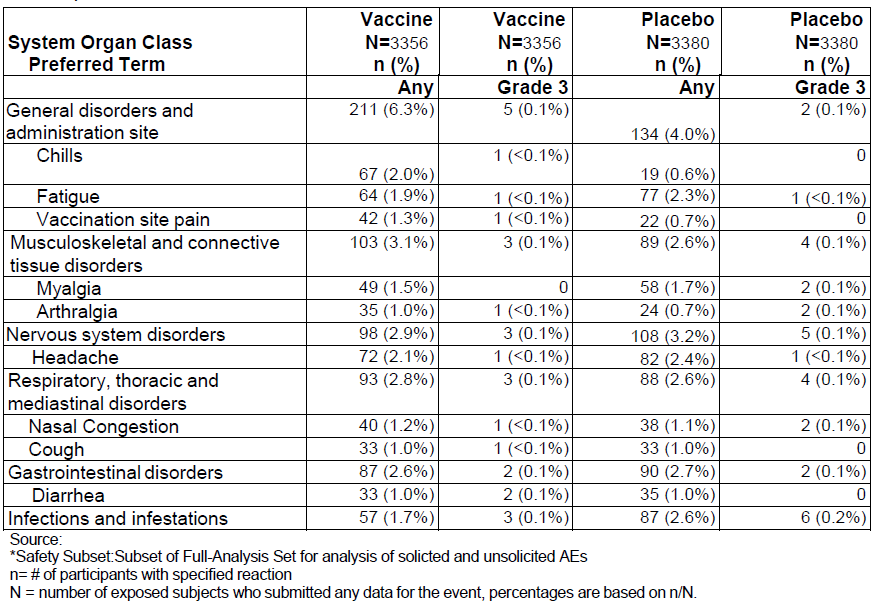 System Organ Class Preferred Term | Vaccine N=3356 n (%) | Vaccine N=3356 n (%) | Placebo N=3380 n (%) | Placebo N=3380 n (%)
Any | Grade 3 | Any | Grade 3
General disorders and administration site | 211 (6.3%) | 5 (0.1%) | 134 (4.0%) | 2 (0.1%)
Chills | 67 (2.0%) | 1 (<0.1%) | 19 (0.6%) | 0
Fatigue | 64 (1.9%) | 1 (<0.1%) | 77 (2.3%) | 1 (<0.1%)
Vaccination site pain | 42 (1.3%) | 1 (<0.1%) | 22 (0.7%) | 0
Musculoskeletal and connective tissue disorders | 103 (3.1%) | 3 (0.1%) | 89 (2.6%) | 4 (0.1%)
Myalgia | 49 (1.5%) | 0 | 58 (1.7%) | 2 (0.1%)
Arthralgia | 35 (1.0%) | 1 (<0.1%) | 24 (0.7%) | 2 (0.1%)
Nervous system disorders | 98 (2.9%) | 3 (0.1%) | 108 (3.2%) | 5 (0.1%)
Headache | 72 (2.1%) | 1 (<0.1%) | 82 (2.4%) | 1 (<0.1%)
Respiratory, thoracic and mediastinal disorders | 93 (2.8%) | 3 (0.1%) | 88 (2.6%) | 4 (0.1%)
Nasal Congestion | 40 (1.2%) | 1 (<0.1%) | 38 (1.1%) | 2 (0.1%)
Cough | 33 (1.0%) | 1 (<0.1%) | 33 (1.0%) | 0
Gastrointestinal disorders | 87 (2.6%) | 2 (0.1%) | 90 (2.7%) | 2 (0.1%)
Diarrhea | 33 (1.0%) | 2 (0.1%) | 35 (1.0%) | 0
Infections and infestations | 57 (1.7%) | 3 (0.1%) | 87 (2.6%) | 6 (0.2%)
Source:
*Safety Subset:Subset of Full-Analysis Set for analysis of solicted and unsolicited AEs
n= # of participants with specified reaction
N = number of exposed subjects who submitted any data for the event, percentages are based on n/N.